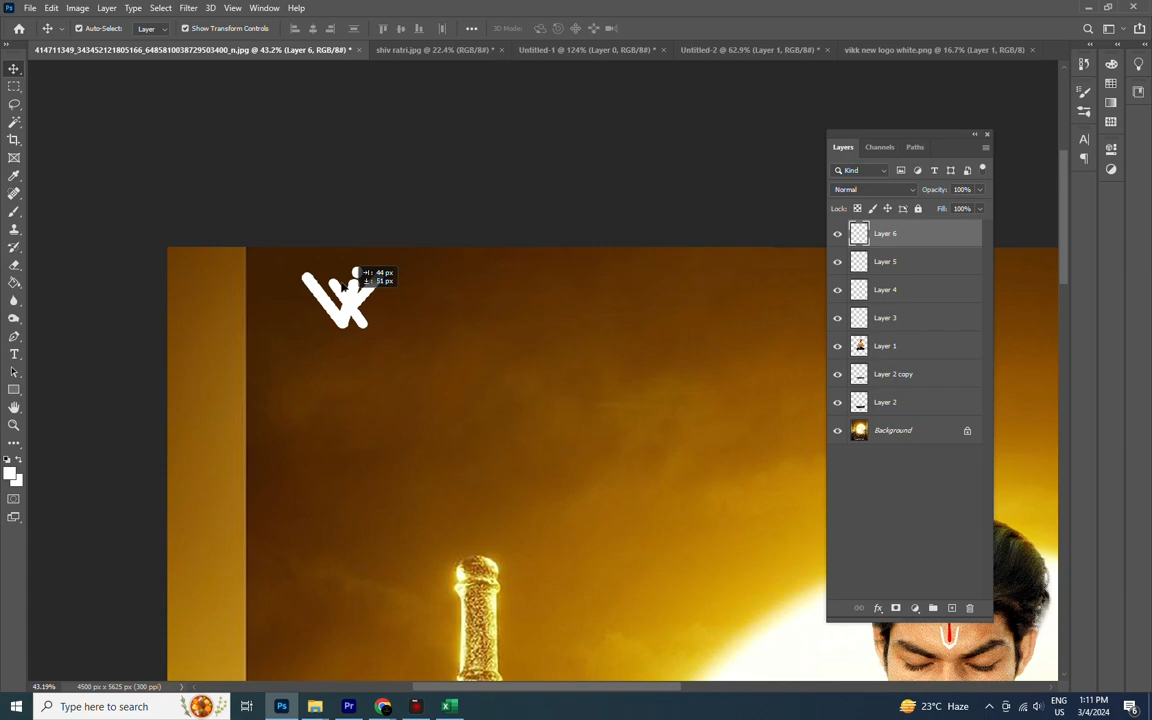 Ps File Edit Image Layer Type Select Filter 3D View Window Help
Auto-Select: Layer Show Transform Controls 3D Mode:
414711349_343452121805166_6485810038729503400_n.jpg @ 43.2% (Layer 6, RGB/8#) * × shiv ratri.jpg @ 22.4% (RGB/8#) * × Untitled-1 @ 124% (Layer 0, RGB/8#) * × Untitled-2 @ 62.9% (Layer 1, RGB/8#) * × vikk new logo white.png @ 16.7% (Layer 1, RGB/8) ×
Layers Channels Paths
Kind
Normal Opacity: 100%
Lock: Fill: 100%
Layer 6
Layer 5
Layer 4
Layer 3
Layer 1
Layer 2 copy
Layer 2
Background
fx
44 px
51 px
43.19% 4500 px x 5625 px (300 ppi)
Type here to search
Ps Pr
23°C Haze
ENG
US
1:11 PM
3/4/2024
6